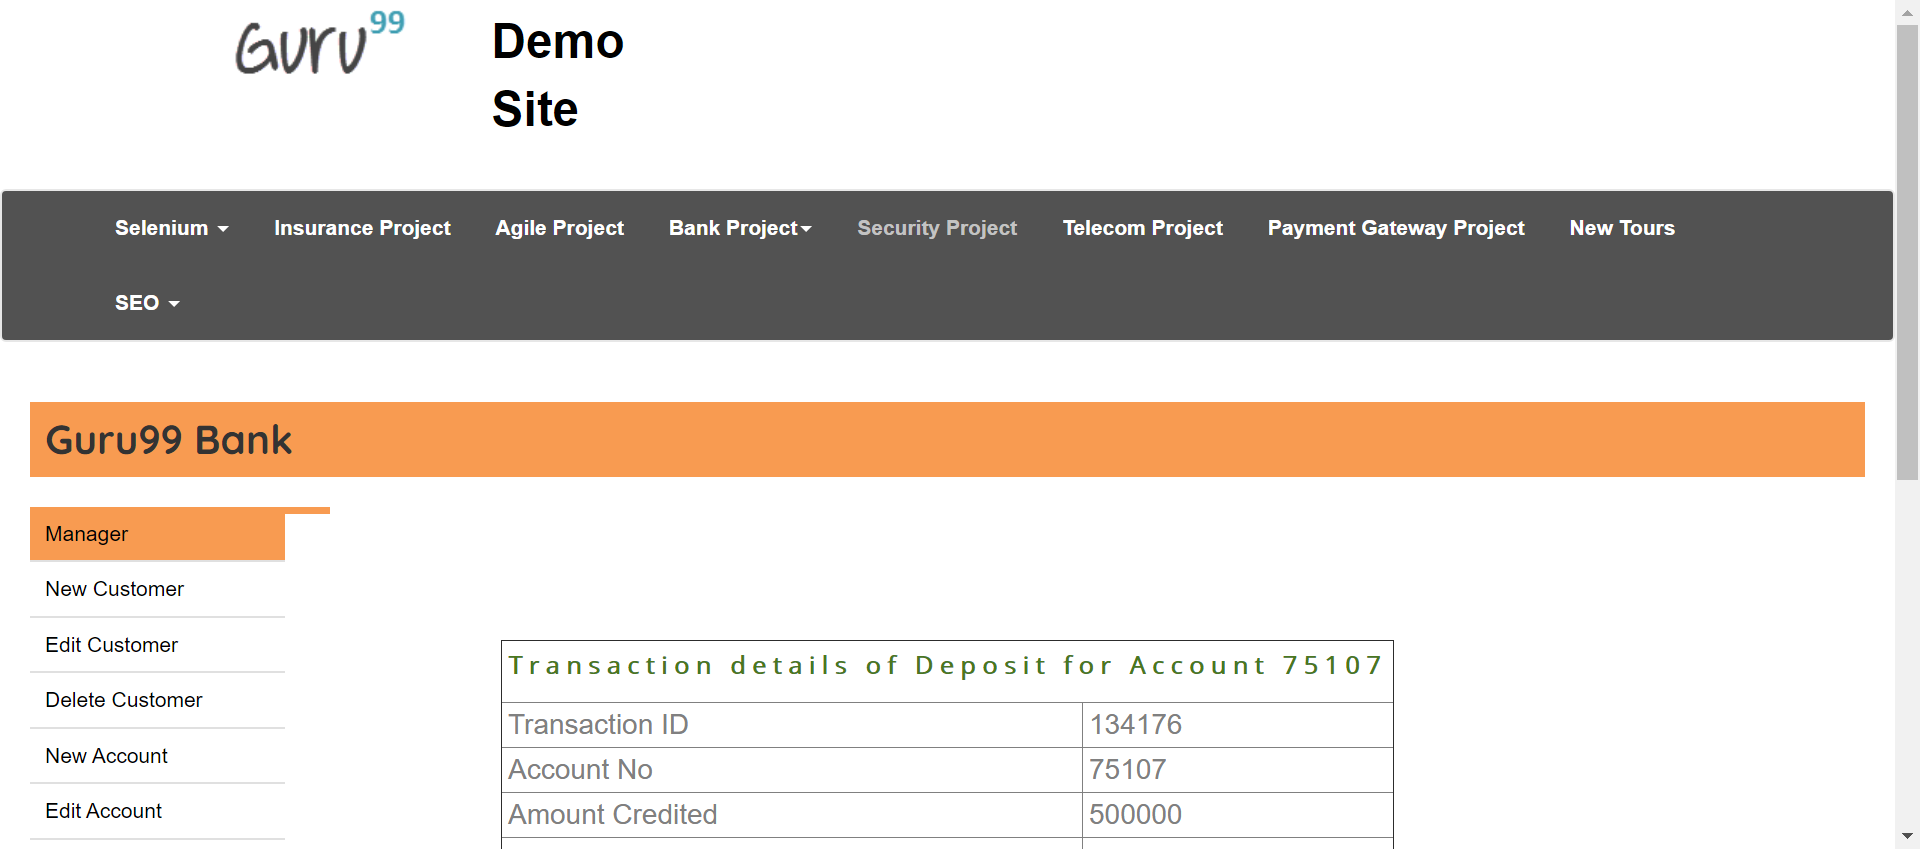 Guru99
Demo
Site
Selenium Insurance Project Agile Project Bank Project Security Project Telecom Project Payment Gateway Project New Tours
SEO
Guru99 Bank
Manager
New Customer
Edit Customer
Delete Customer
New Account
Edit Account
Transaction details of Deposit for Account 75107
Transaction ID 134176
Account No 75107
Amount Credited 500000